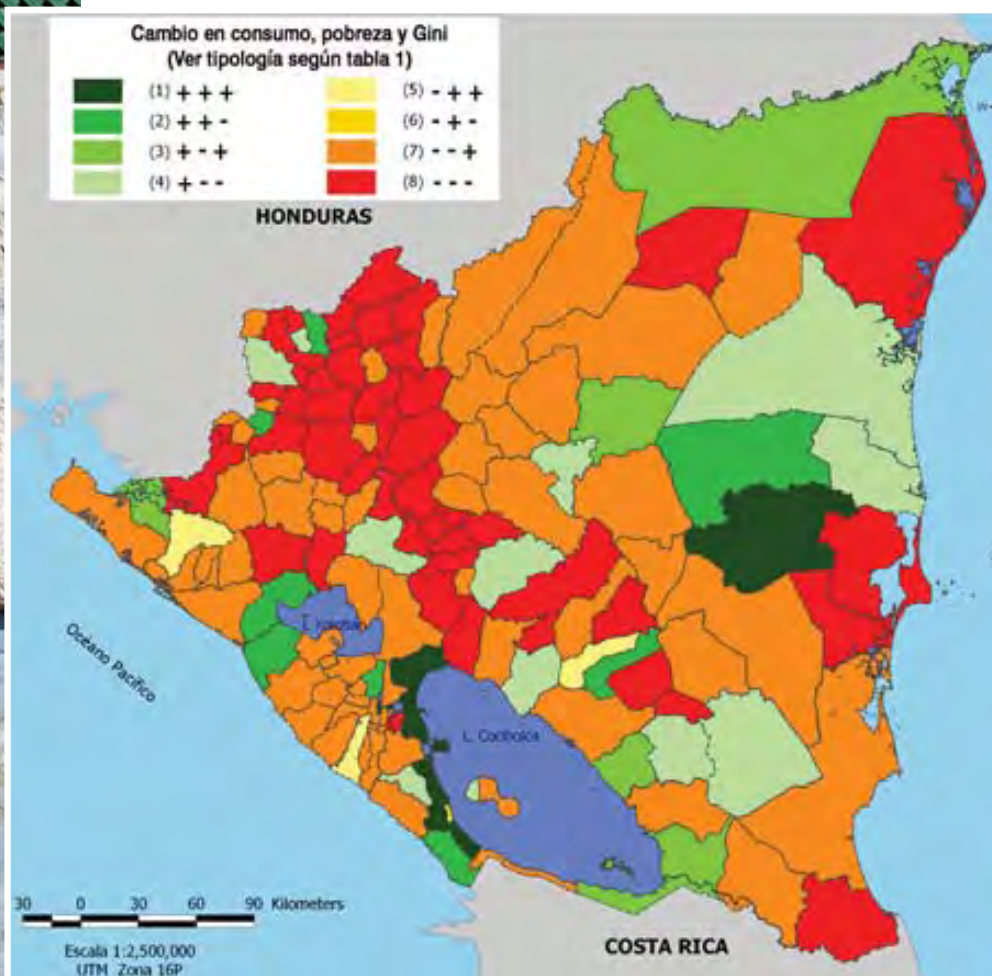 Cambio en consumo, pobreza y Gini
(Ver tipología según tabla 1)
(1) + + +
(2) + + -
(3) + - +
(4) + - -
(5) - + +
(6) - + -
(7) - - +
(8) - - -
HONDURAS
Océano Pacífico
L. Cocibolca
30 0 30 60 90 Kilometers
Escala 1:2,500,000
UTM Zona 16P
COSTA RICA